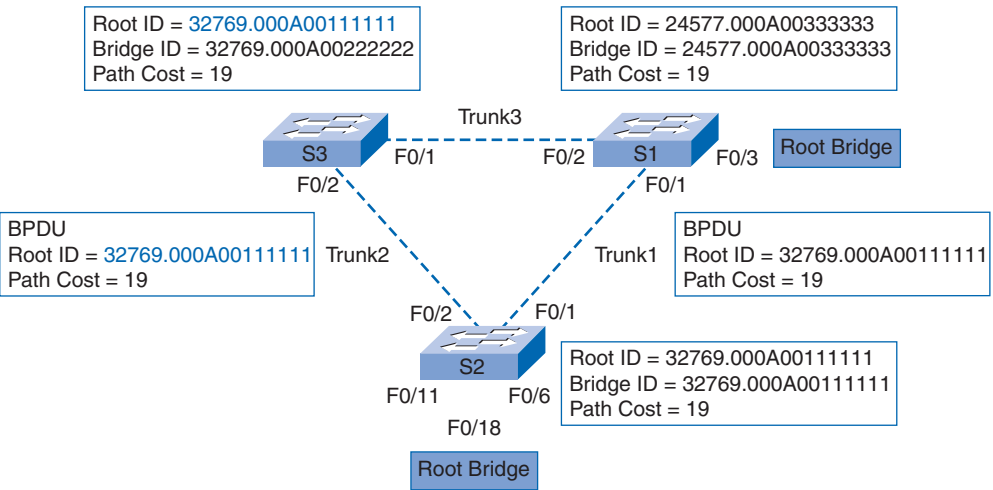 Root ID = 32769.000A00111111
Bridge ID = 32769.000A00222222
Path Cost = 19
Root ID = 24577.000A00333333
Bridge ID = 24577.000A00333333
Path Cost = 19
Trunk3
S3
F0/1
F0/2
S1
F0/3
Root Bridge
F0/2
F0/1
BPDU
Root ID = 32769.000A00111111
Path Cost = 19
Trunk2
Trunk1
BPDU
Root ID = 32769.000A00111111
Path Cost = 19
F0/2
F0/1
S2
F0/11
F0/6
F0/18
Root ID = 32769.000A00111111
Bridge ID = 32769.000A00111111
Path Cost = 19
Root Bridge